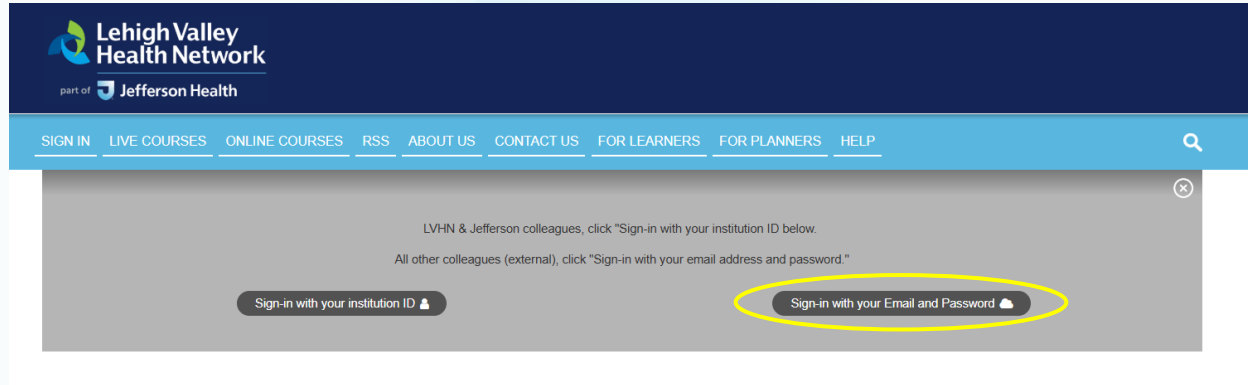 Lehigh Valley
Health Network
part of Jefferson Health
SIGN IN LIVE COURSES ONLINE COURSES RSS ABOUT US CONTACT US FOR LEARNERS FOR PLANNERS HELP
LVHN & Jefferson colleagues, click "Sign-in with your institution ID below.
All other colleagues (external), click "Sign-in with your email address and password."
Sign-in with your institution ID Sign-in with your Email and Password